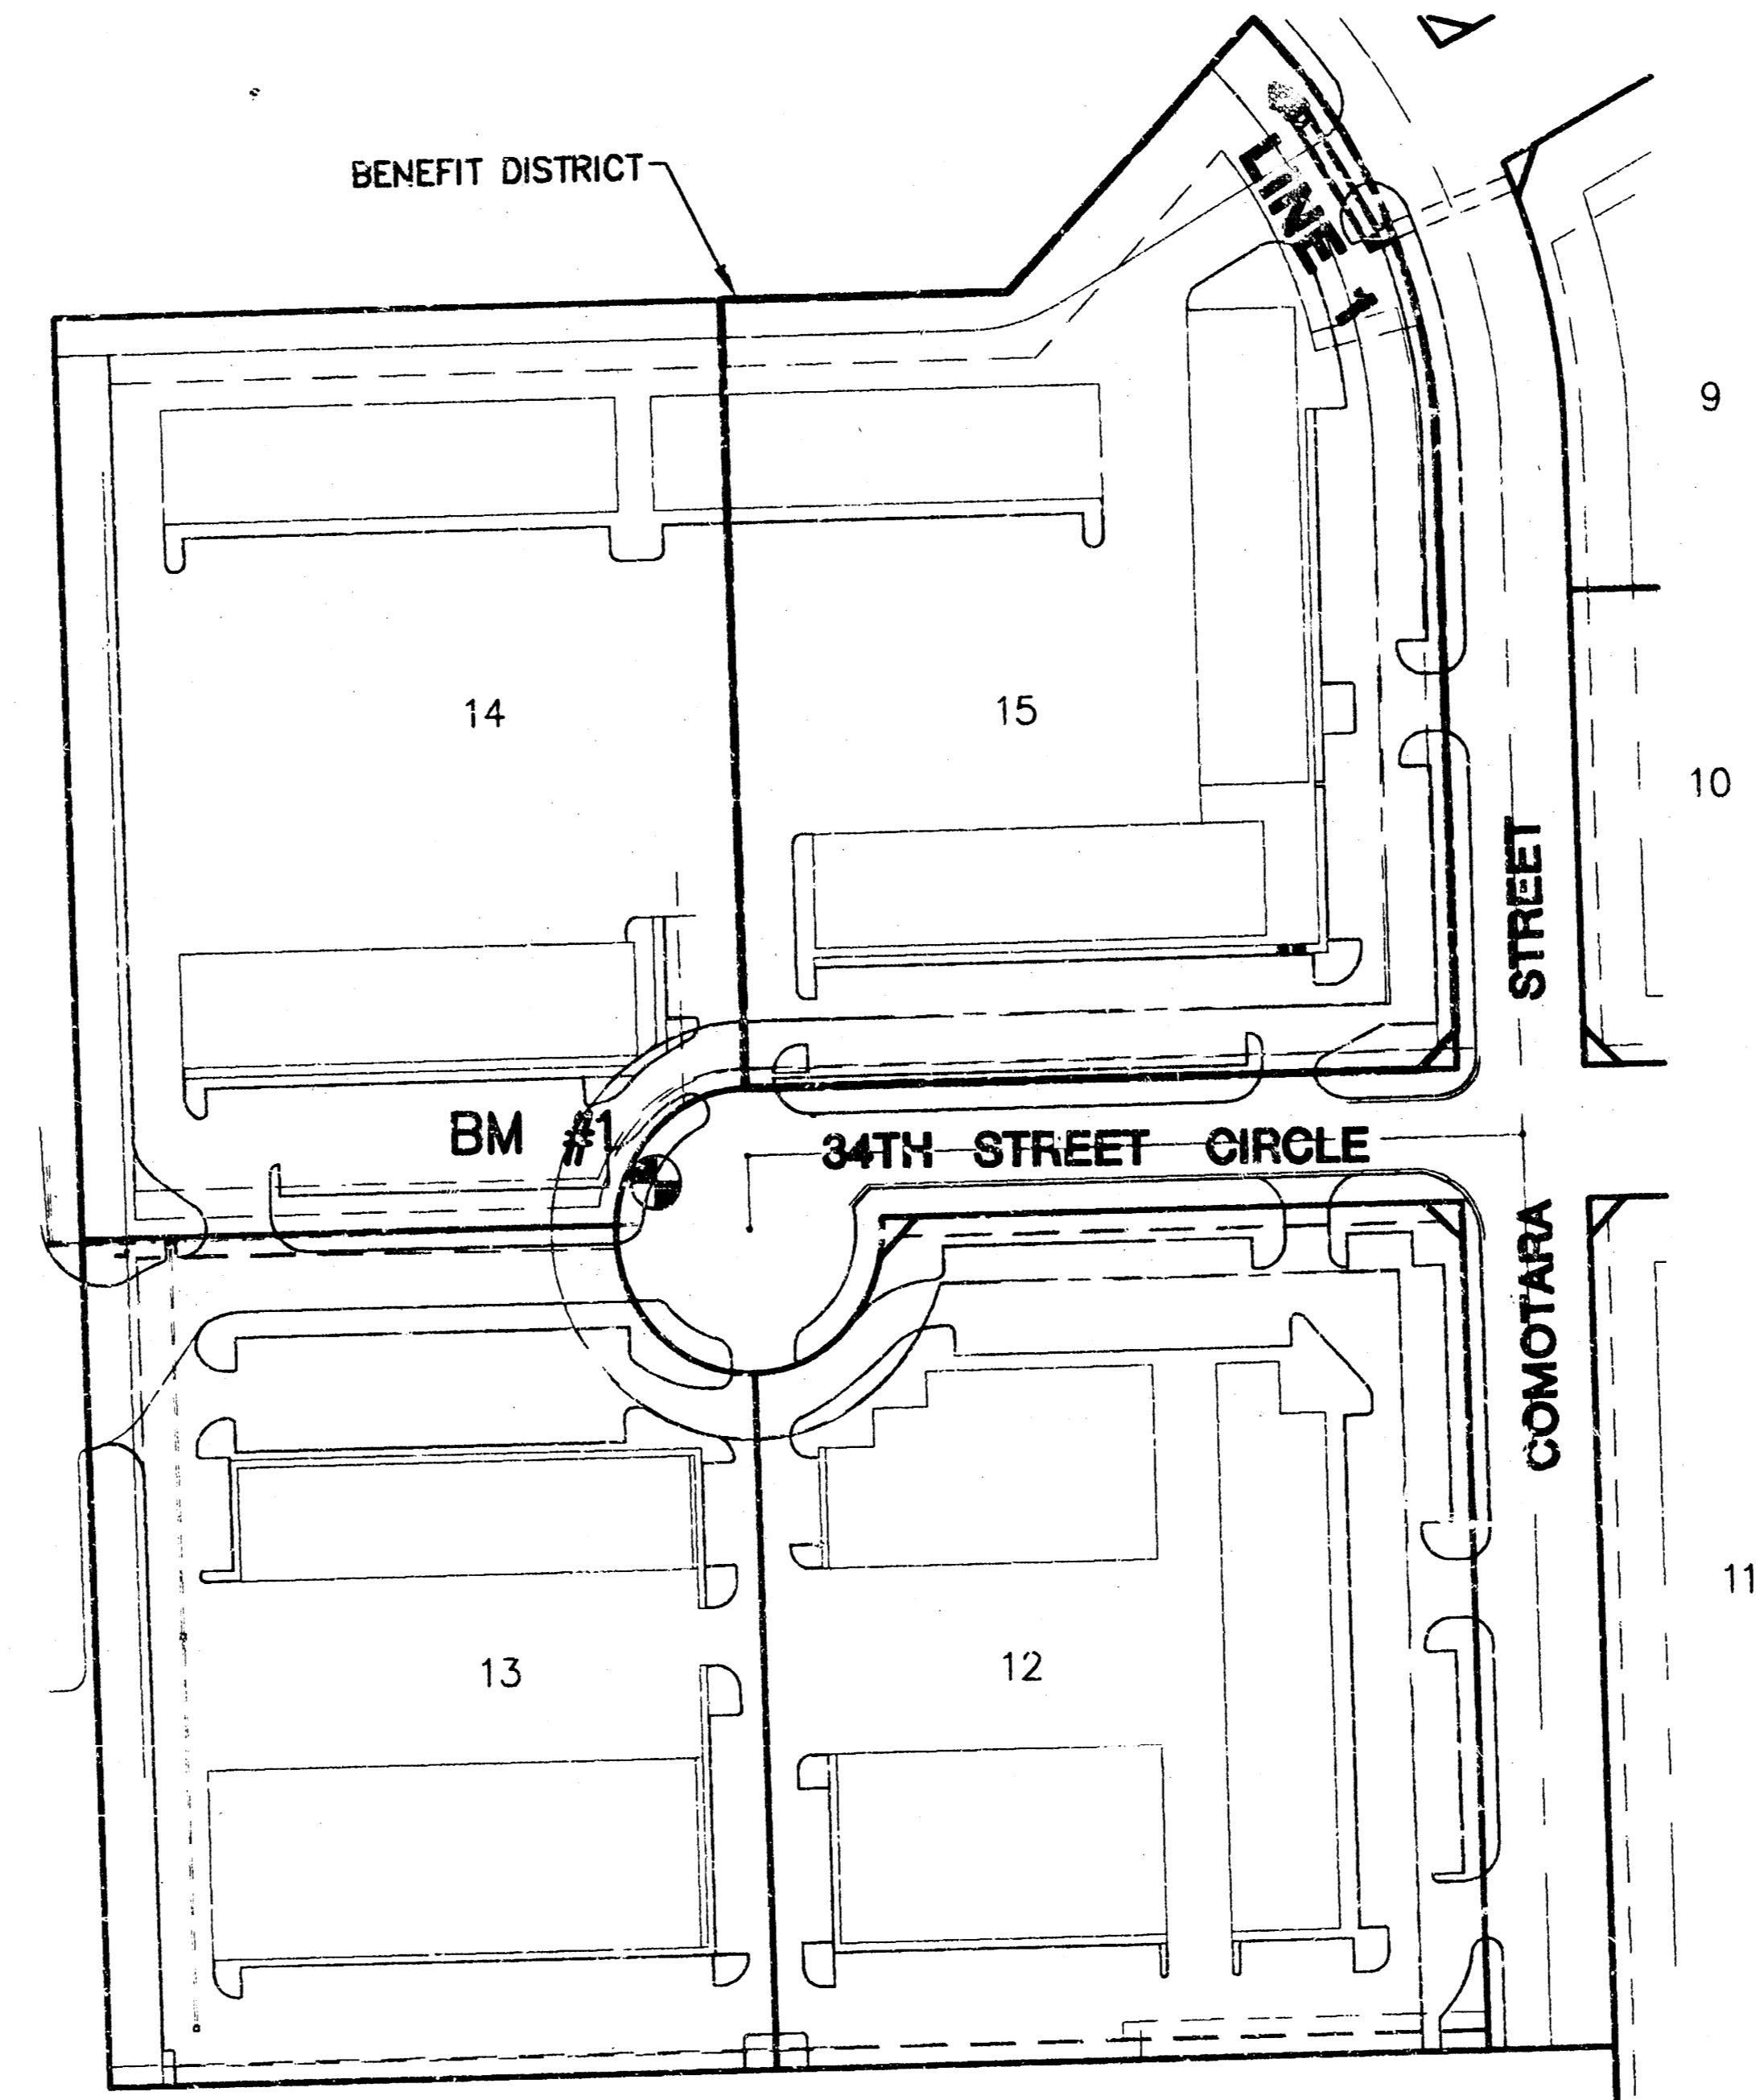 BENEFIT DISTRICT
LINE 1
9
14
15
10
STREET
BM #1
34TH STREET CIRCLE
COMOTARA
11
13
12